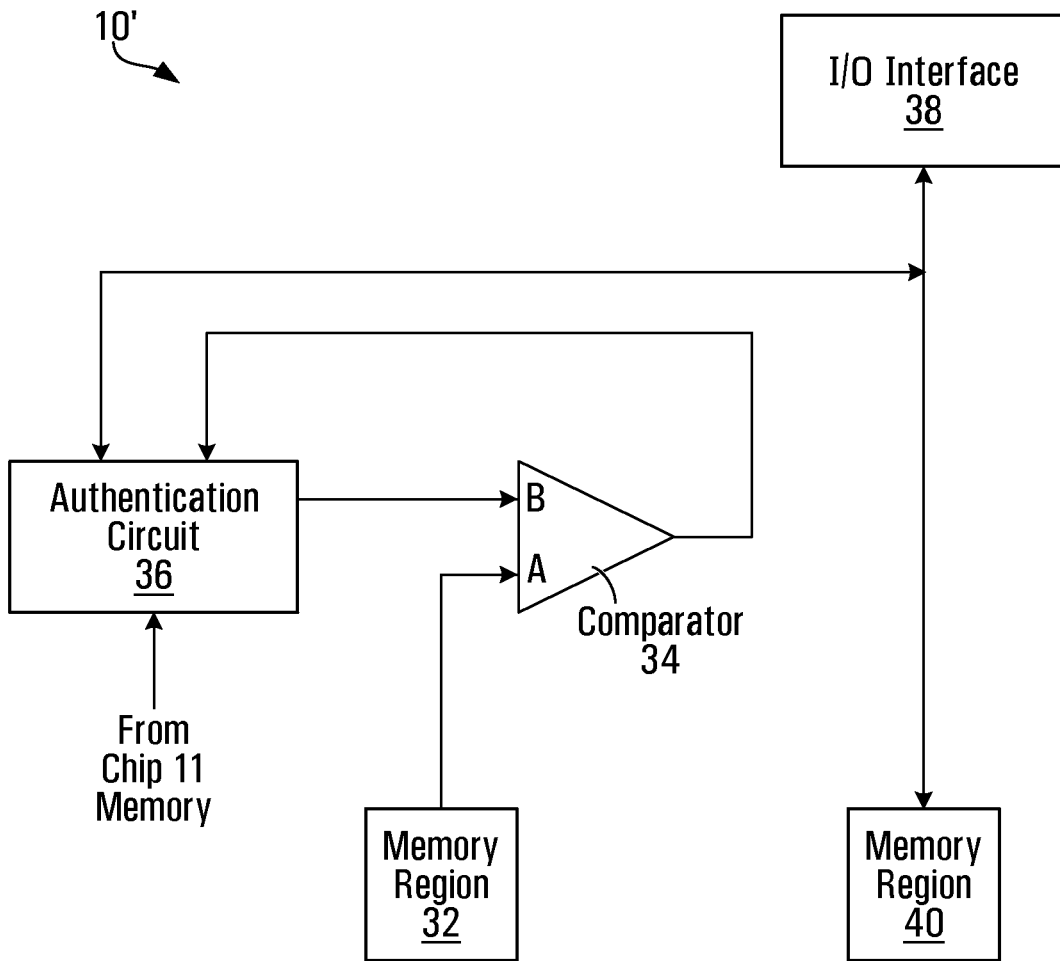 10'
I/O Interface
38
Authentication
Circuit
36
B
A
Comparator
34
From
Chip 11
Memory
Memory
Region
32
Memory
Region
40